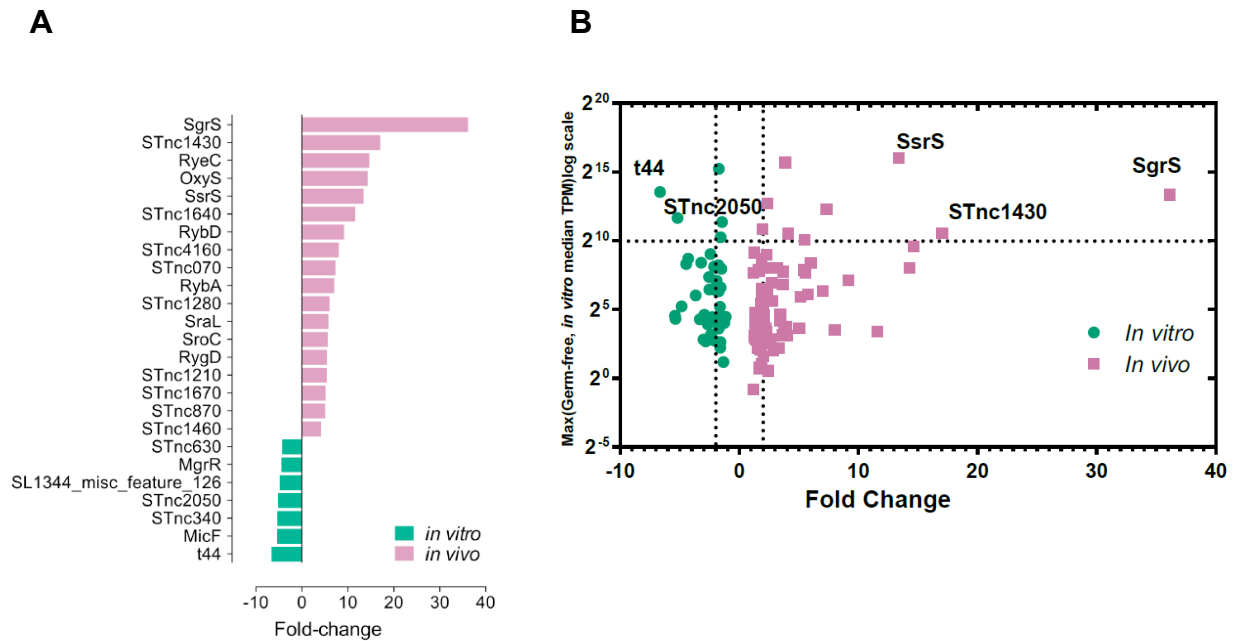 A
SgrS
STnc1430
RyeC
OxyS
SsrS
STnc1640
RybD
STnc4160
STnc070
RybA
STnc1280
SraL
SroC
RygD
STnc1210
STnc1670
STnc870
STnc1460
STnc630
MgrR
SL1344_misc_feature_126
STnc2050
STnc340
MicF
t44
in vitro
in vivo
-10 0 10 20 30 40
Fold-change
B
Max(Germ-free, in vitro median TPM)log scale
2^20
2^15
2^10
2^5
2^0
2^-5
t44
STnc2050
SsrS
SgrS
STnc1430
In vitro
In vivo
-10 0 10 20 30 40
Fold Change